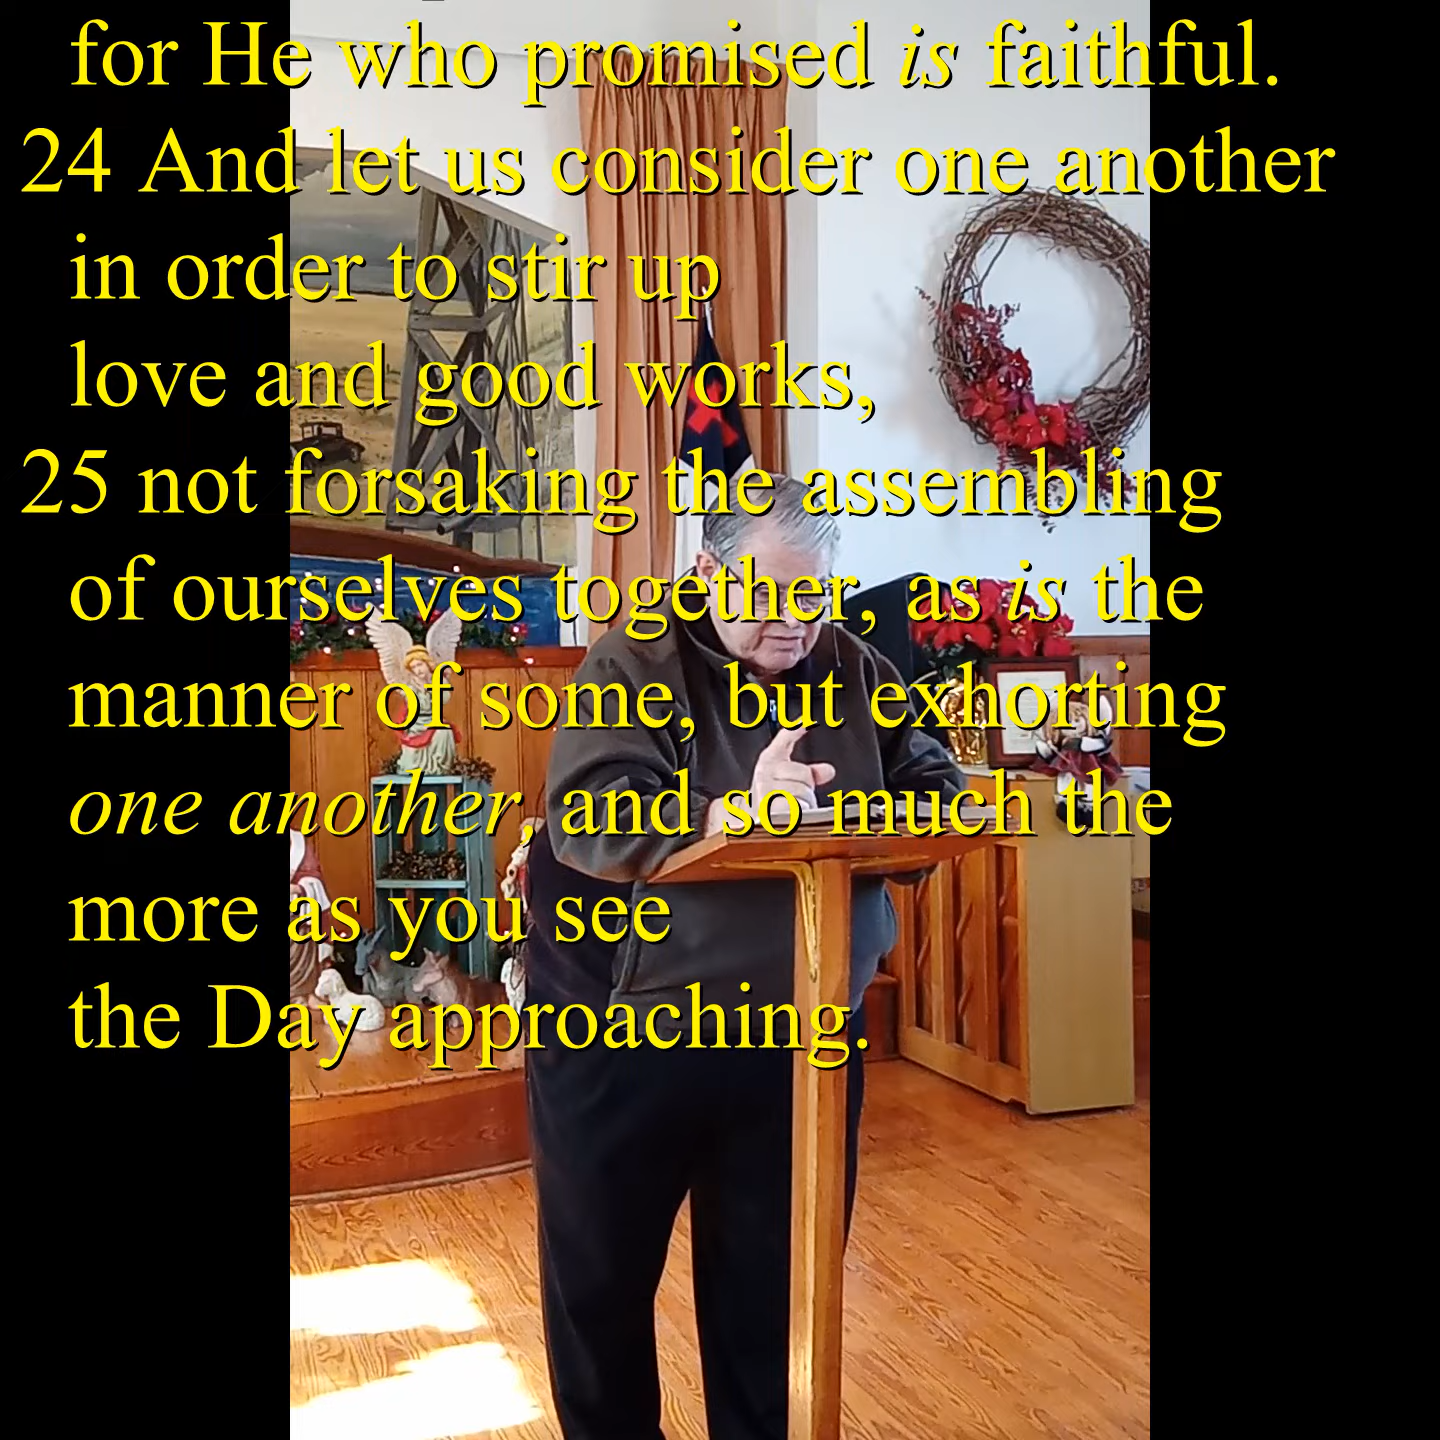 for He who promised is faithful.
24 And let us consider one another
in order to stir up
love and good works,
25 not forsaking the assembling
of ourselves together, as is the
manner of some, but exhorting
one another, and so much the
more as you see
the Day approaching.